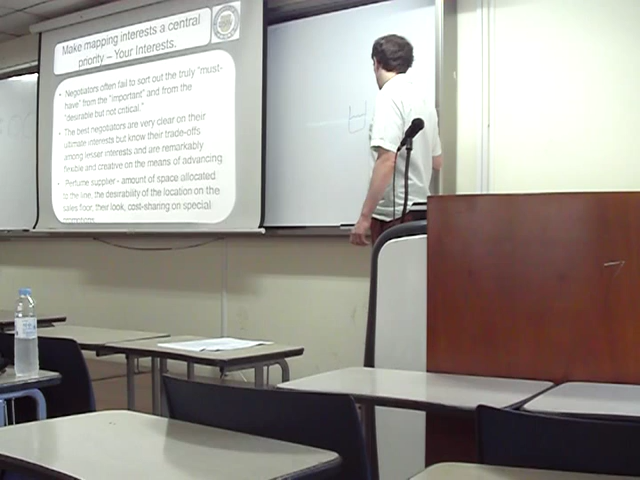 Make mapping interests a central
priority – Your Interests.
• Negotiators often fail to sort out the truly "must-
have" from the "important" and from the
"desirable but not critical."
• The best negotiators are very clear on their
ultimate interests but know their trade-offs
among lesser interests and are remarkably
flexible and creative on the means of advancing
• Perfume supplier - amount of space allocated
to the line, the desirability of the location on the
sales floor, their look, cost-sharing on special
promotions